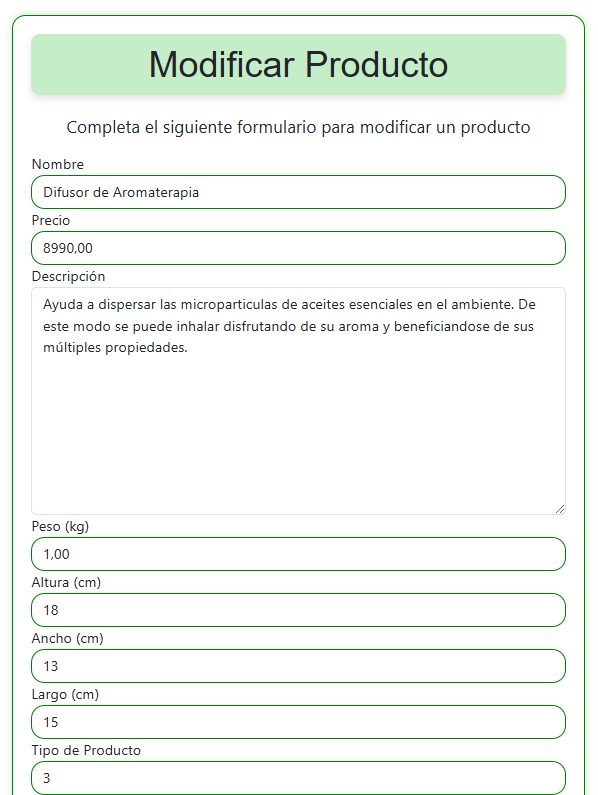 Modificar Producto
Completa el siguiente formulario para modificar un producto
Nombre
Difusor de Aromaterapia
Precio
8990,00
Descripción
Ayuda a dispersar las microparticulas de aceites esenciales en el ambiente. De
este modo se puede inhalar disfrutando de su aroma y beneficiandose de sus
múltiples propiedades.
Peso (kg)
1,00
Altura (cm)
18
Ancho (cm)
13
Largo (cm)
15
Tipo de Producto
3